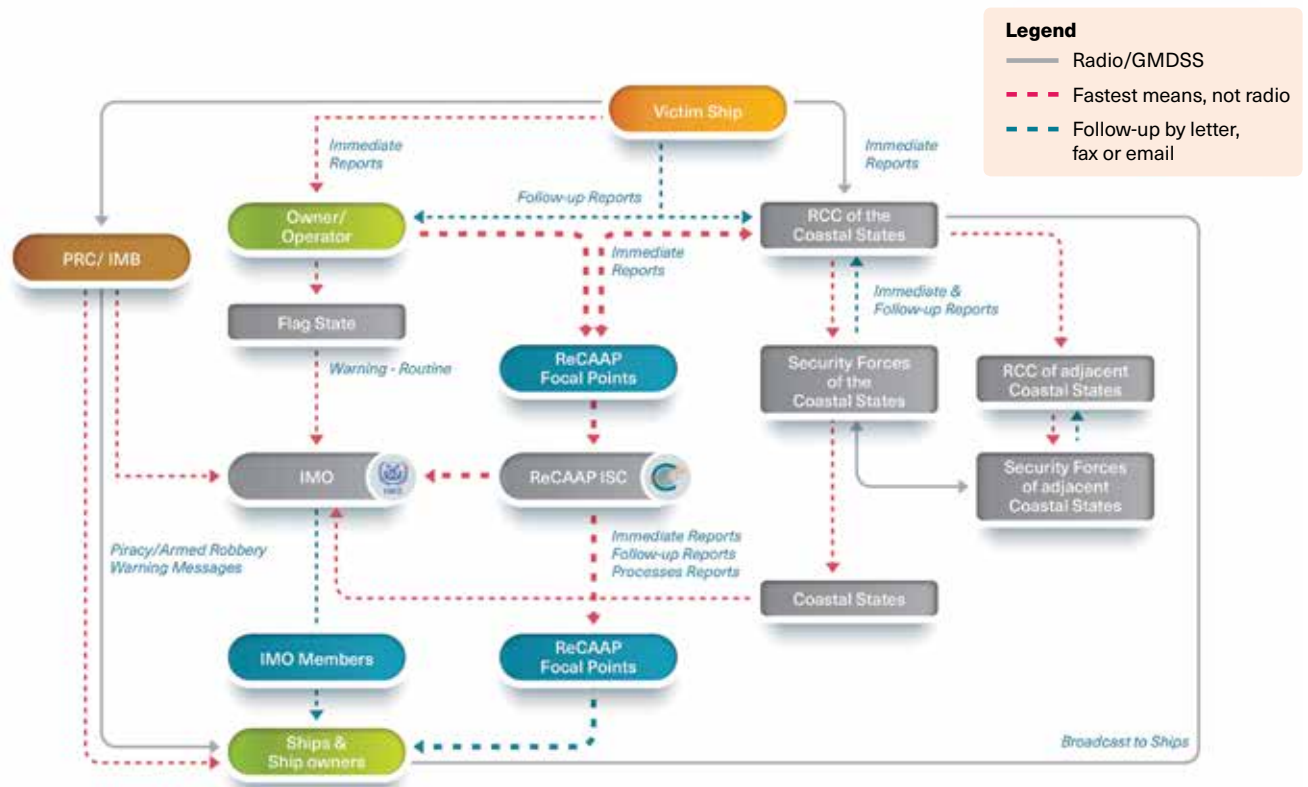 Legend
Radio/GMDSS
Fastest means, not radio
Follow-up by letter,
fax or email
Victim Ship
Immediate
Reports
Immediate
Reports
Follow-up Reports
Owner/
Operator
RCC of the
Coastal States
PRC/ IMB
Immediate
Reports
Immediate &
Follow-up Reports
Flag State
Warning - Routine
ReCAAP
Focal Points
Security Forces
of the
Coastal States
RCC of adjacent
Coastal States
IMO
ReCAAP ISC
Security Forces
of adjacent
Coastal States
Piracy/Armed Robbery
Warning Messages
Immediate Reports
Follow-up Reports
Processes Reports
Coastal States
IMO Members
ReCAAP
Focal Points
Ships &
Ship owners
Broadcast to Ships